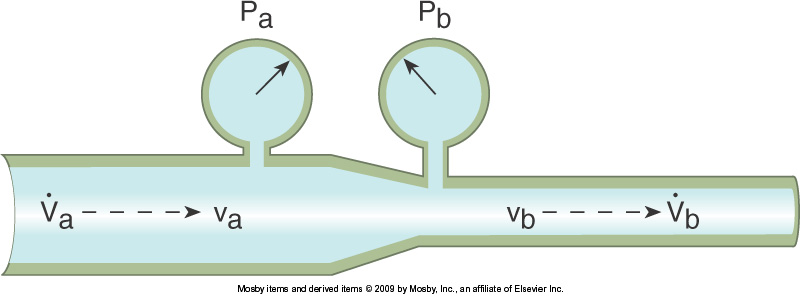 Pa Pb
V̇a va vb V̇b
Mosby items and derived items © 2009 by Mosby, Inc., an affiliate of Elsevier Inc.